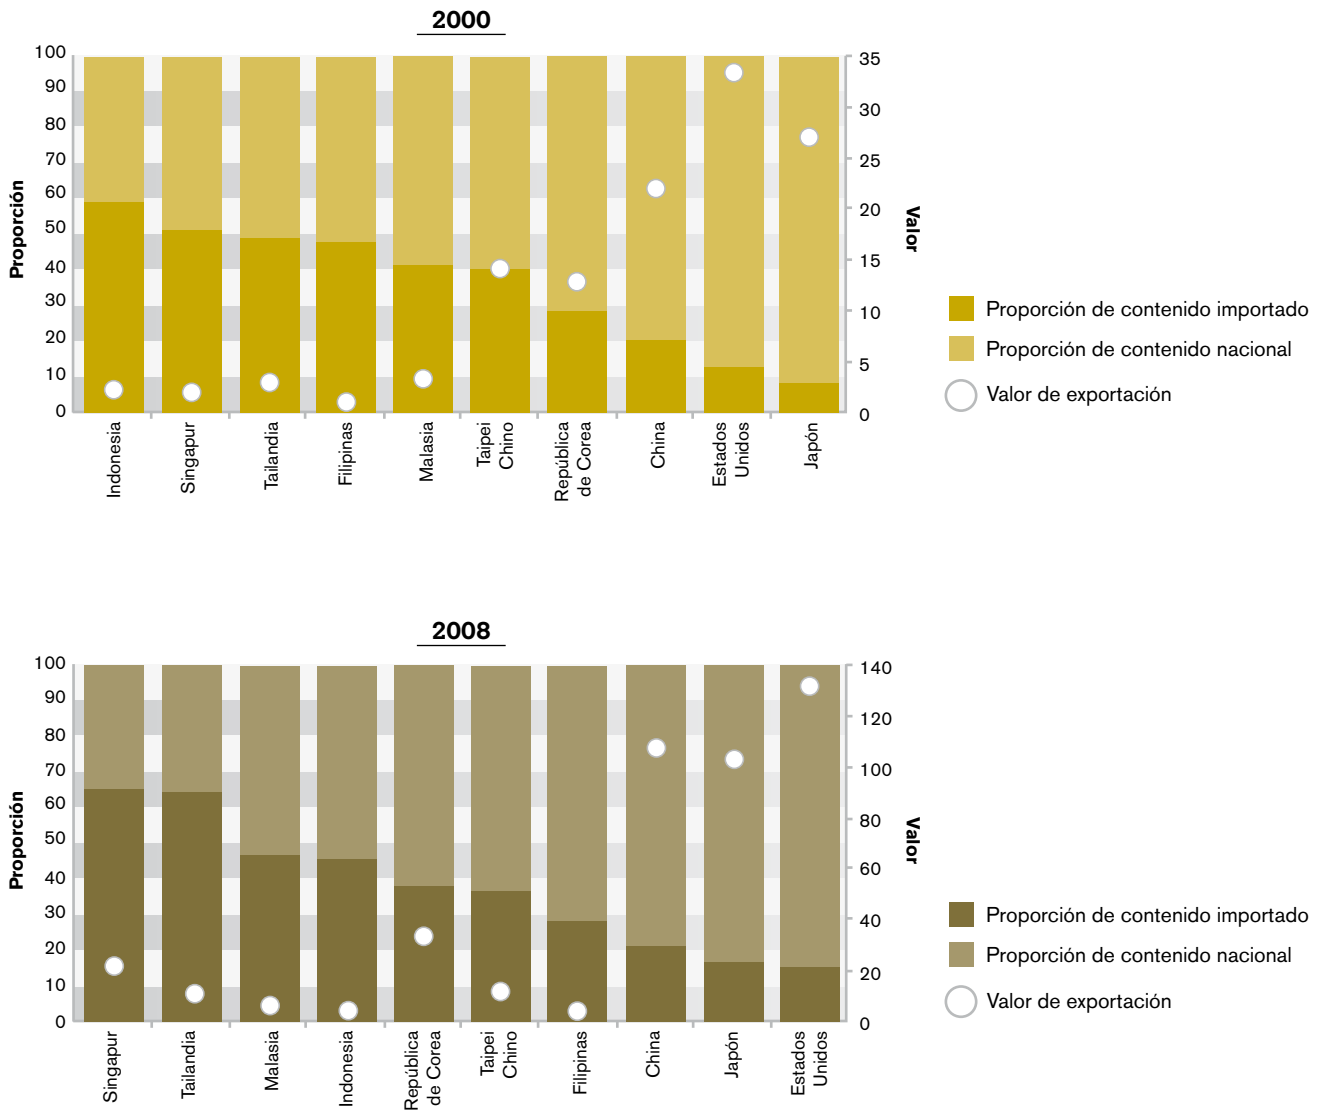 2000
100
90
80
70
60
50
40
30
20
10
0
Proporción
35
30
25
20
15
10
5
0
Valor
Indonesia
Singapur
Tailandia
Filipinas
Malasia
Taipei
Chino
República
de Corea
China
Estados
Unidos
Japón
Proporción de contenido importado
Proporción de contenido nacional
Valor de exportación
2008
100
90
80
70
60
50
40
30
20
10
0
Proporción
140
120
100
80
60
40
20
0
Valor
Singapur
Tailandia
Malasia
Indonesia
República
de Corea
Taipei
Chino
Filipinas
China
Japón
Estados
Unidos
Proporción de contenido importado
Proporción de contenido nacional
Valor de exportación